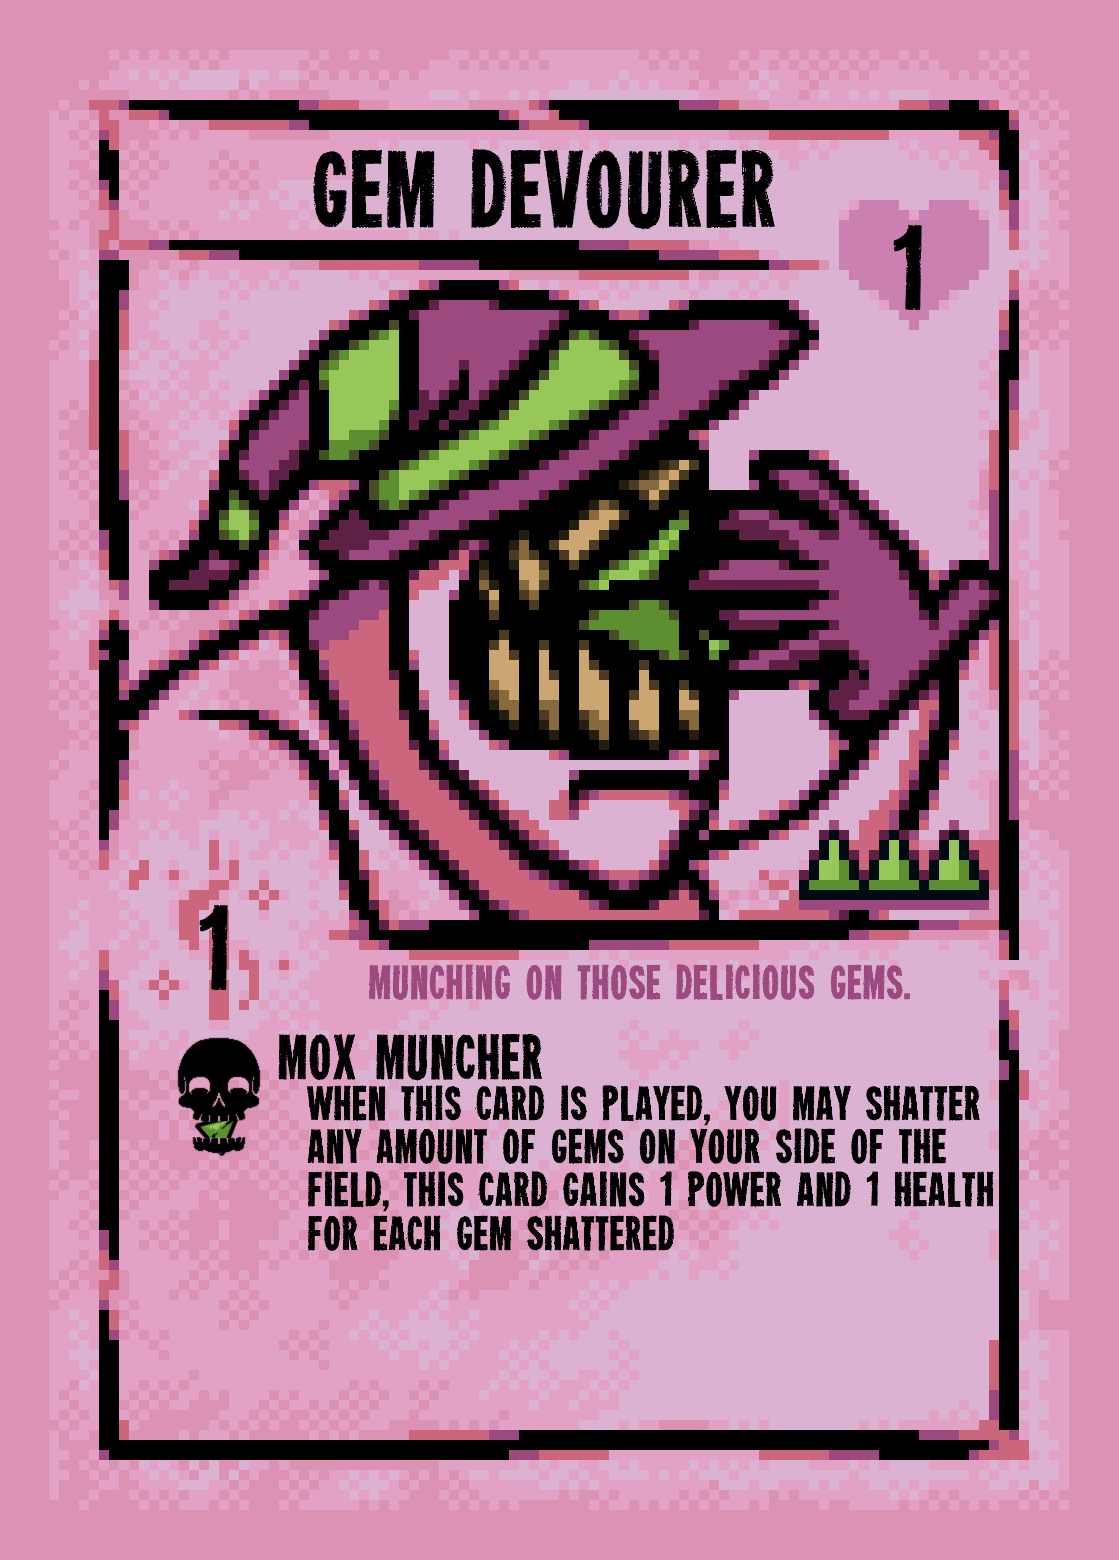 GEM DEVOURER
1
1
MUNCHING ON THOSE DELICIOUS GEMS.
MOX MUNCHER
WHEN THIS CARD IS PLAYED, YOU MAY SHATTER
ANY AMOUNT OF GEMS ON YOUR SIDE OF THE
FIELD, THIS CARD GAINS 1 POWER AND 1 HEALTH
FOR EACH GEM SHATTERED